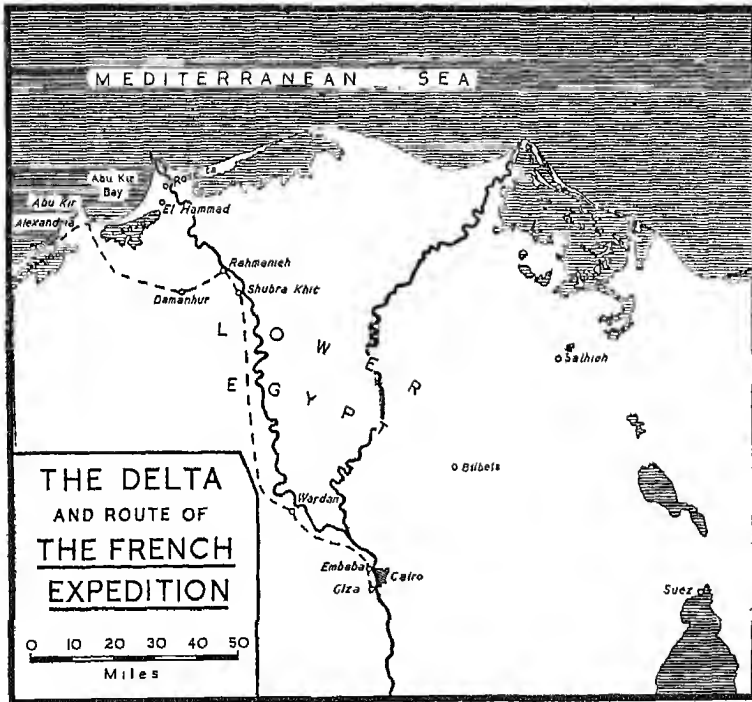 MEDITERRANEAN SEA
Abu Kir
Bay
Abu Kir
Alexandria
El Hammad
Rahmanieh
Damanhur
Shubra Khit
LOWER
EGYPT
Salhieh
Bilbeis
Wardan
Embaba
Cairo
Giza
Suez
THE DELTA
AND ROUTE OF
THE FRENCH
EXPEDITION
0 10 20 30 40 50
Miles